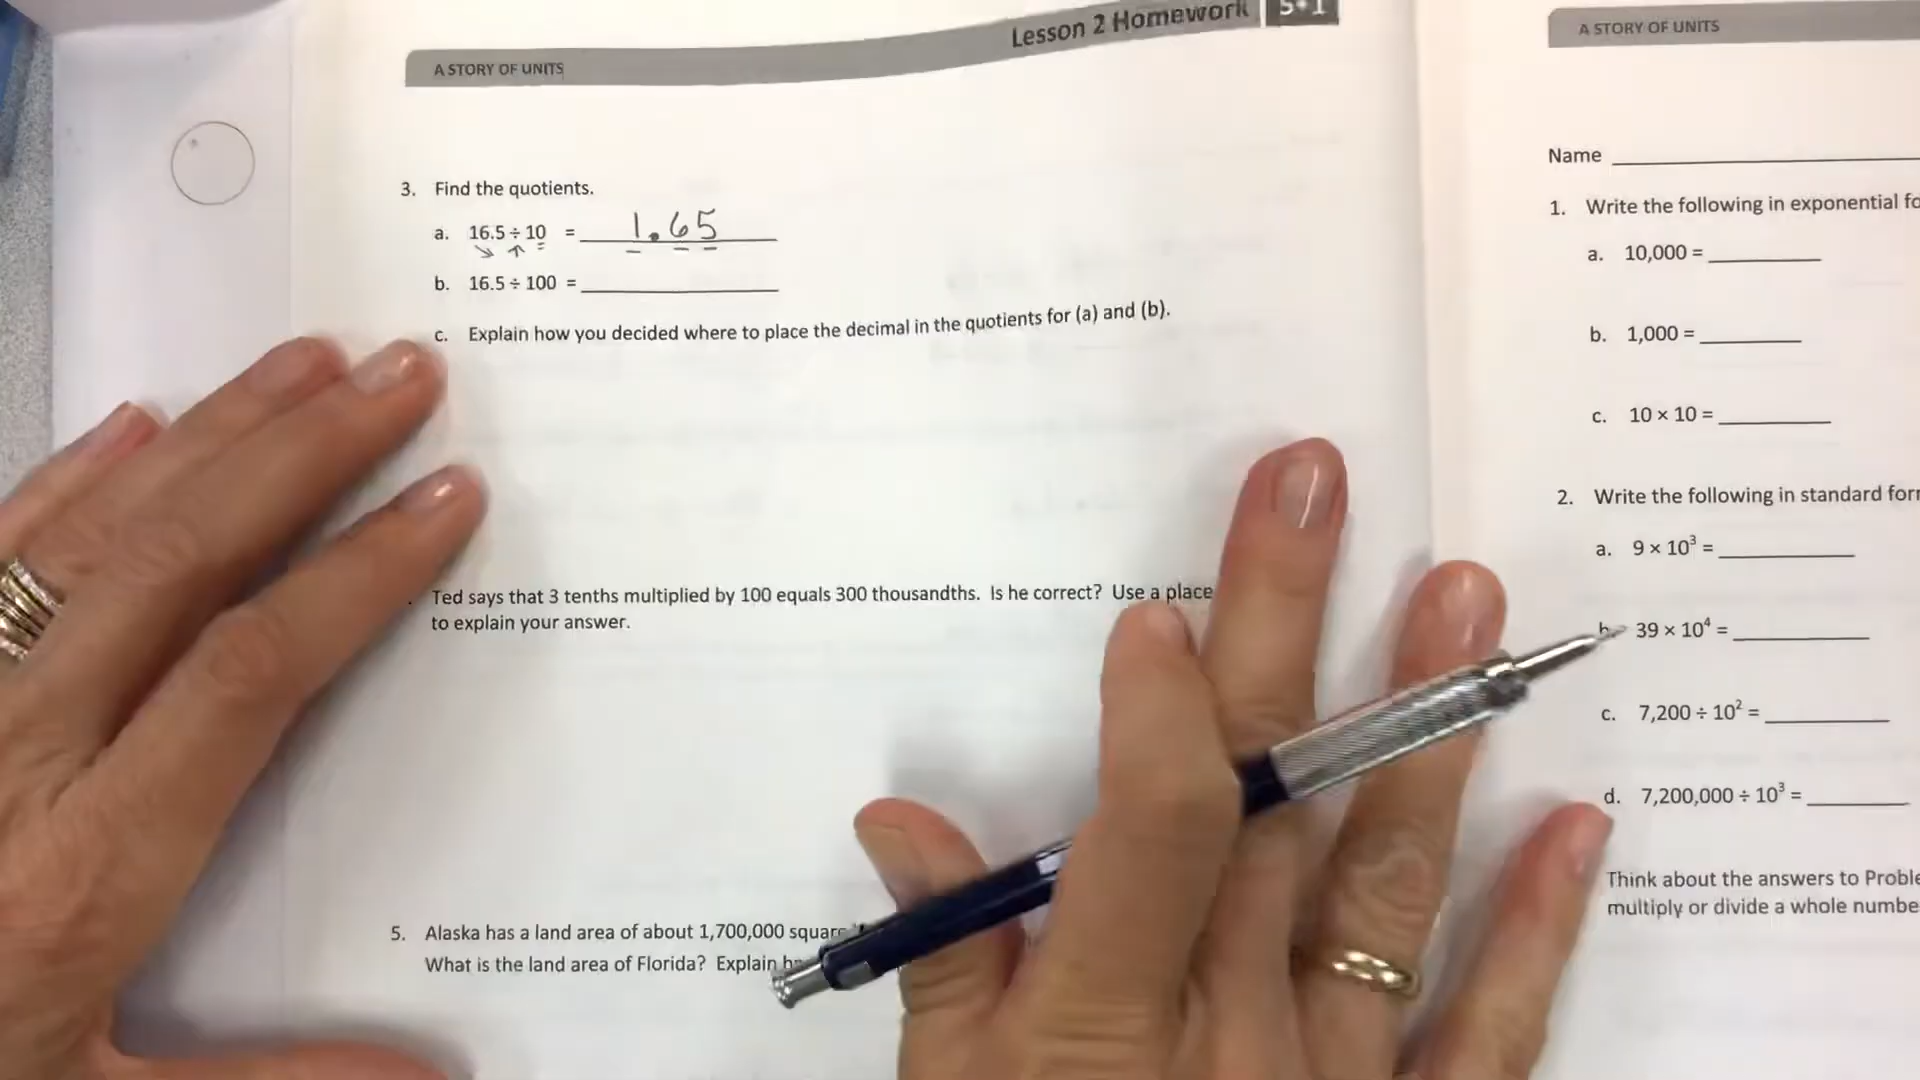 Lesson 2 Homework 5•1
A STORY OF UNITS
3. Find the quotients.
a. 16.5 ÷ 10 = 1.65
b. 16.5 ÷ 100 =
c. Explain how you decided where to place the decimal in the quotients for (a) and (b).
Ted says that 3 tenths multiplied by 100 equals 300 thousandths. Is he correct? Use a place
to explain your answer.
5. Alaska has a land area of about 1,700,000
What is the land area of Florida? Explain
A STORY OF UNITS
Name
1. Write the following in exponential
a. 10,000 =
b. 1,000 =
c. 10 × 10 =
2. Write the following in standard
a. 9 × 10³ =
39 × 10⁴ =
c. 7,200 ÷ 10² =
d. 7,200,000 ÷ 10³ =
Think about the answers to
multiply or divide a whole